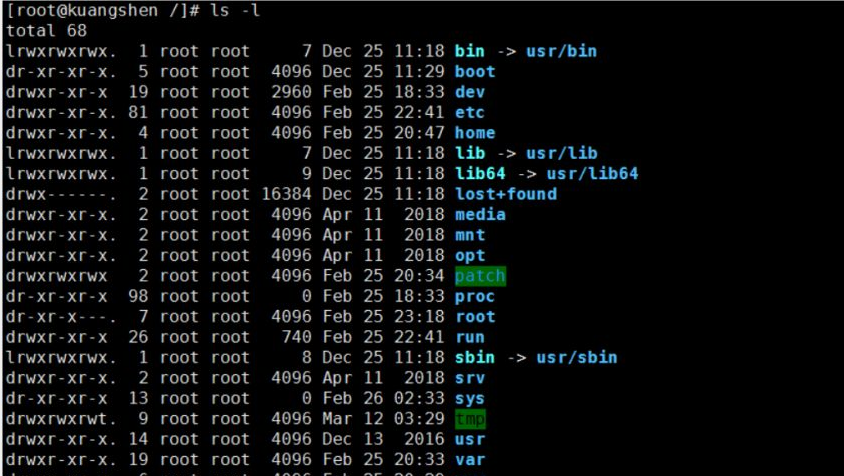 [root@kuangshen /]# ls -l
total 68
lrwxrwxrwx. 1 root root 7 Dec 25 11:18 bin -> usr/bin
dr-xr-xr-x. 5 root root 4096 Dec 25 11:29 boot
drwxr-xr-x 19 root root 2960 Feb 25 18:33 dev
drwxr-xr-x. 81 root root 4096 Feb 25 22:41 etc
drwxr-xr-x. 4 root root 4096 Feb 25 20:47 home
lrwxrwxrwx. 1 root root 7 Dec 25 11:18 lib -> usr/lib
lrwxrwxrwx. 1 root root 9 Dec 25 11:18 lib64 -> usr/lib64
drwx------. 2 root root 16384 Dec 25 11:18 lost+found
drwxr-xr-x. 2 root root 4096 Apr 11 2018 media
drwxr-xr-x. 2 root root 4096 Apr 11 2018 mnt
drwxr-xr-x. 2 root root 4096 Apr 11 2018 opt
drwxrwxrwx 2 root root 4096 Feb 25 20:34 patch
dr-xr-xr-x 98 root root 0 Feb 25 18:33 proc
dr-xr-x---. 7 root root 4096 Feb 25 23:18 root
drwxr-xr-x 26 root root 740 Feb 25 22:41 run
lrwxrwxrwx. 1 root root 8 Dec 25 11:18 sbin -> usr/sbin
drwxr-xr-x. 2 root root 4096 Apr 11 2018 srv
dr-xr-xr-x 13 root root 0 Feb 26 02:33 sys
drwxrwxrwt. 9 root root 4096 Mar 12 03:29 tmp
drwxr-xr-x. 14 root root 4096 Dec 13 2016 usr
drwxr-xr-x. 19 root root 4096 Feb 25 20:33 var